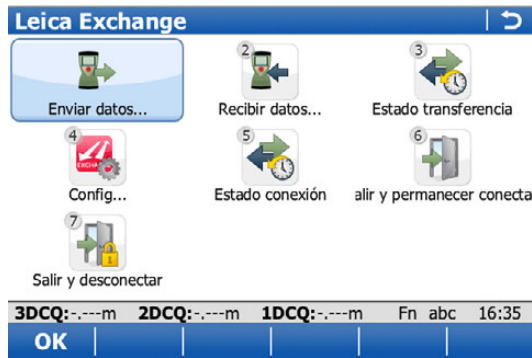 Leica Exchange
2
3
Enviar datos...
Recibir datos...
Estado transferencia
4
5
6
EXCHA
Config...
Estado conexión
alir y permanecer conecta
7
Salir y desconectar
3DCQ:-.---m 2DCQ:-.---m 1DCQ:-.---m Fn abc 16:35
OK